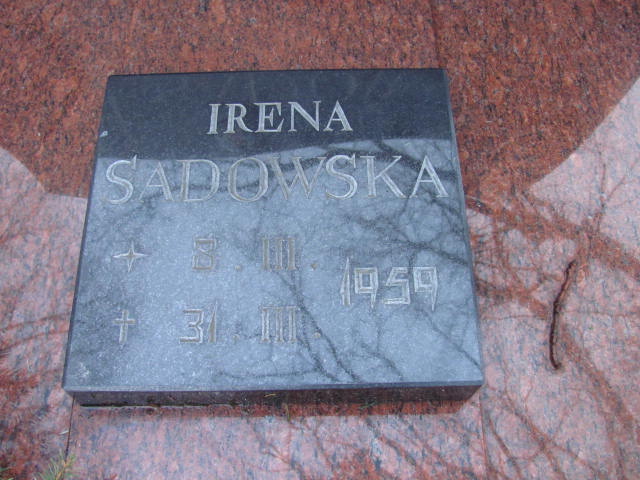 IRENA
SADOWSKA
8. III.
1959
† 31. III.